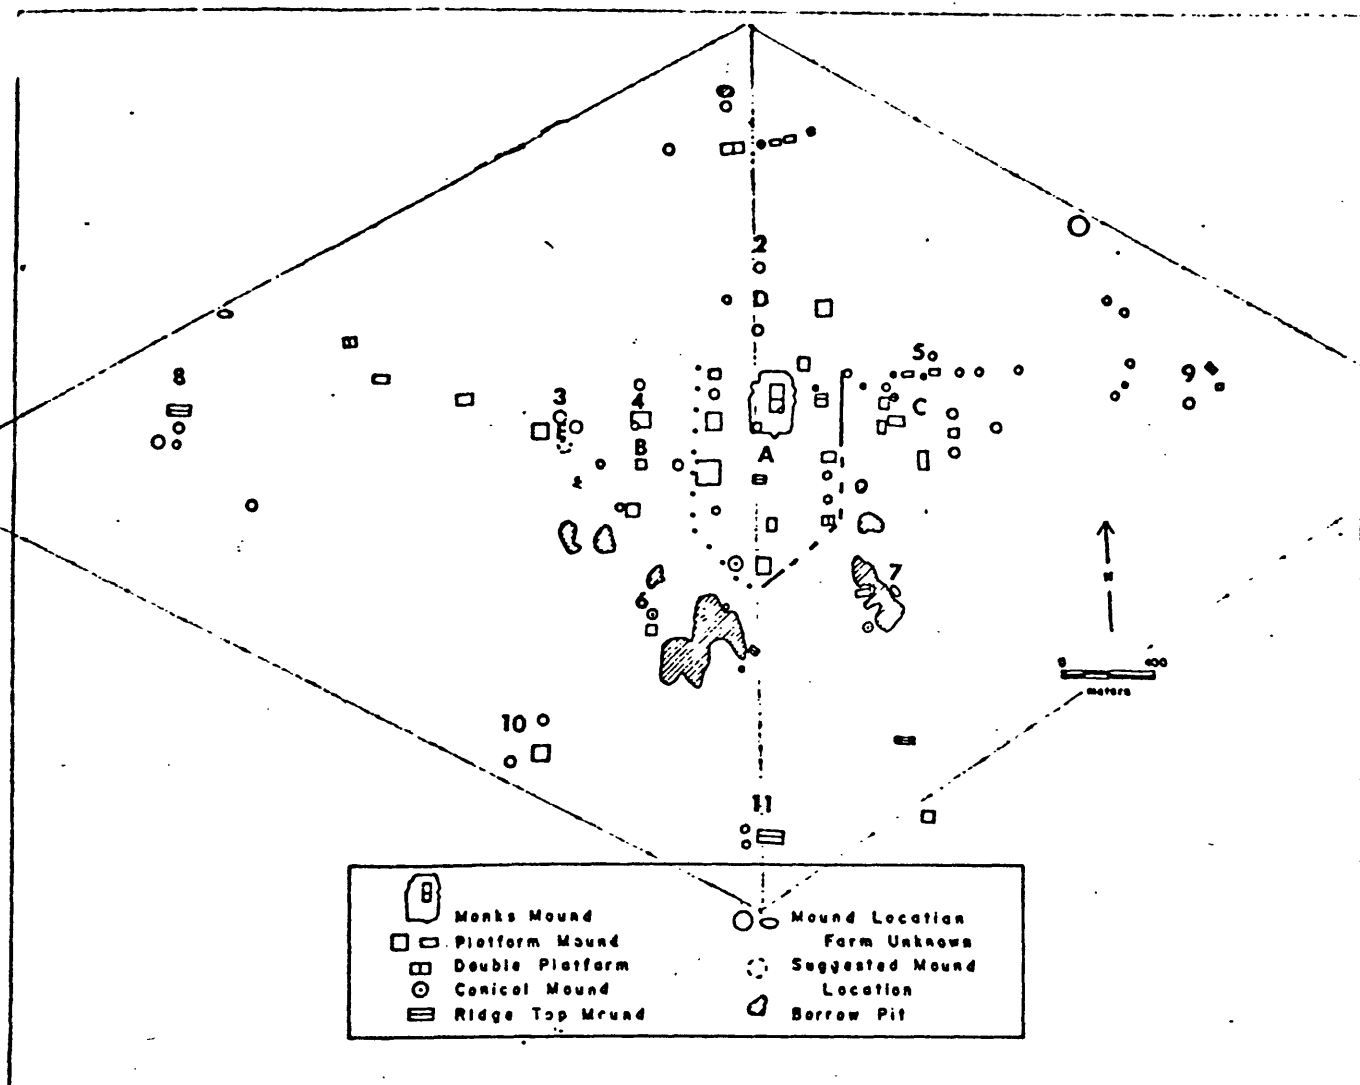 2
D
5
8
9
3
4
C
E
B
A
N
7
6
0 400
meters
10
11
Monks Mound
Platform Mound
Double Platform
Conical Mound
Ridge Top Mound
Mound Location
Form Unknown
Suggested Mound
Location
Borrow Pit